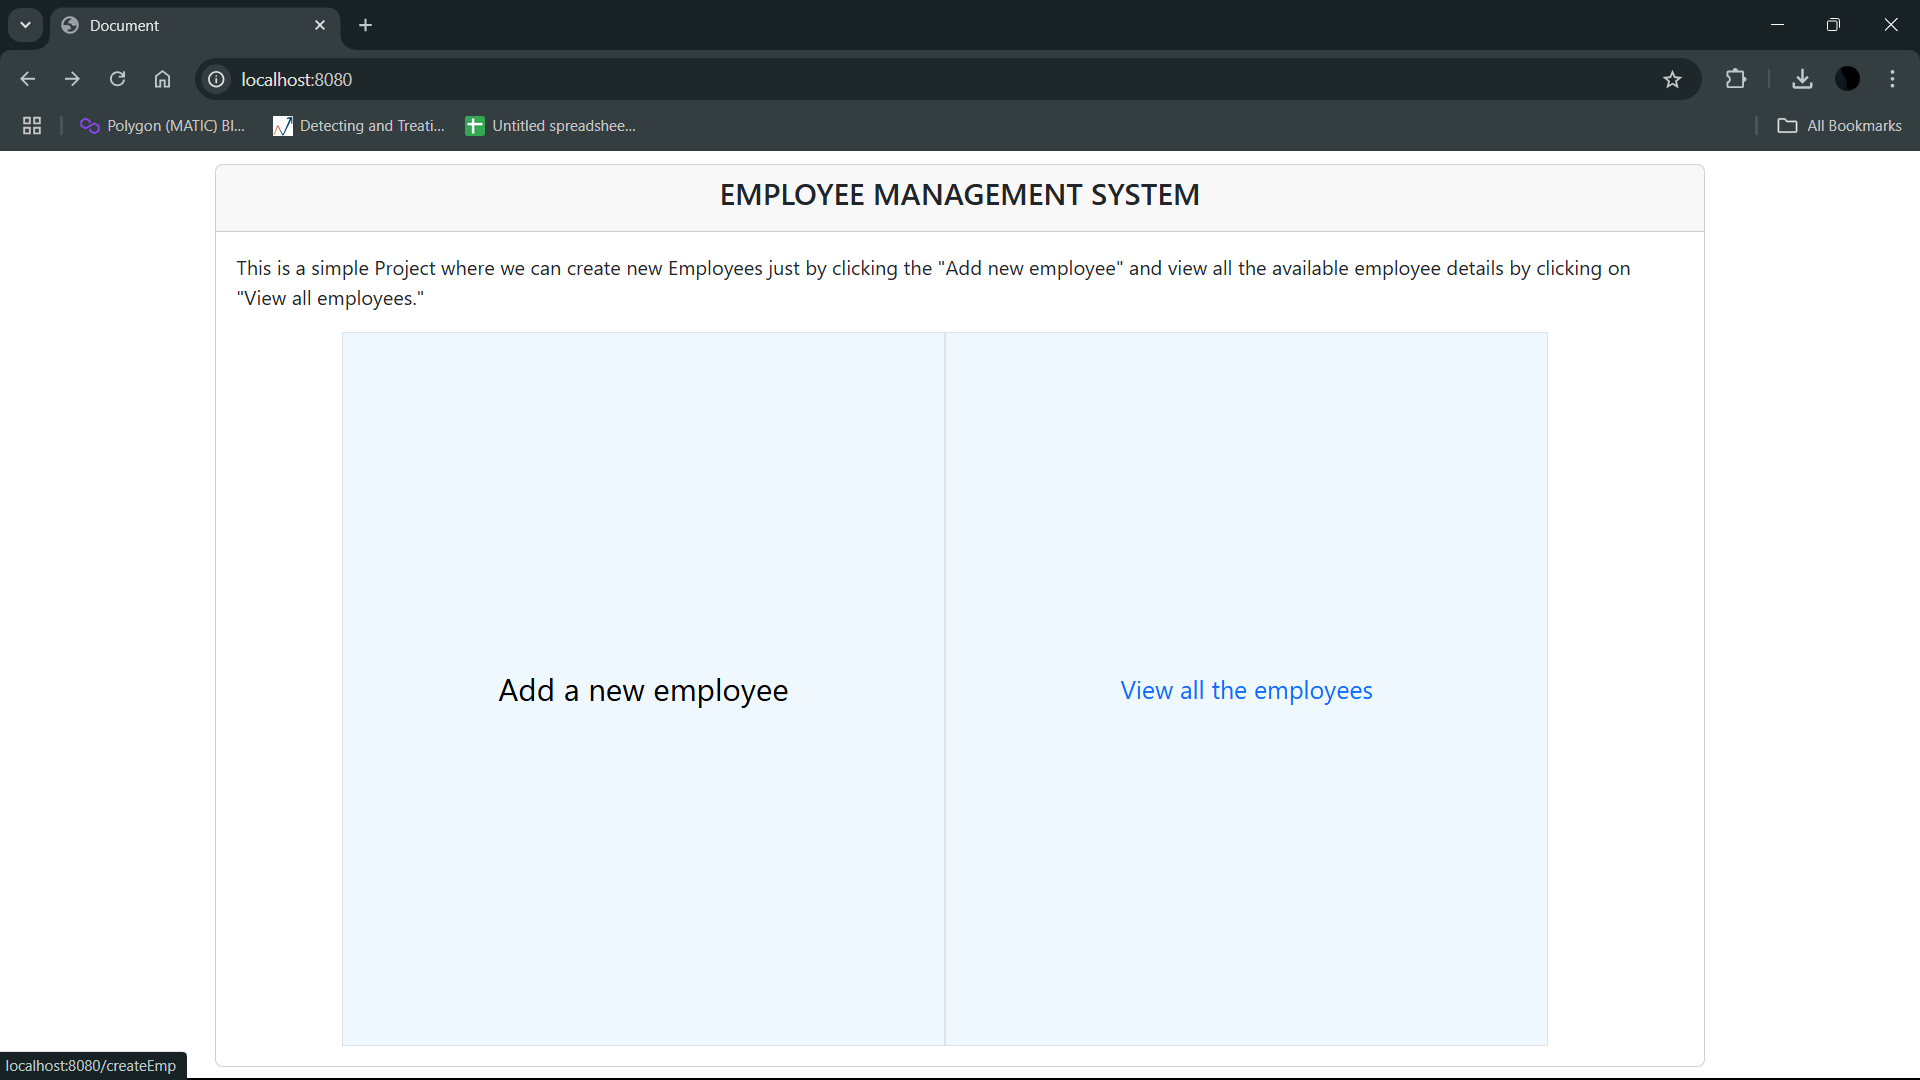 Document
localhost:8080
Polygon (MATIC) Bl...
Detecting and Treati...
Untitled spreadshee...
All Bookmarks
EMPLOYEE MANAGEMENT SYSTEM
This is a simple Project where we can create new Employees just by clicking the "Add new employee" and view all the available employee details by clicking on
"View all employees."
Add a new employee
View all the employees
localhost:8080/createEmp